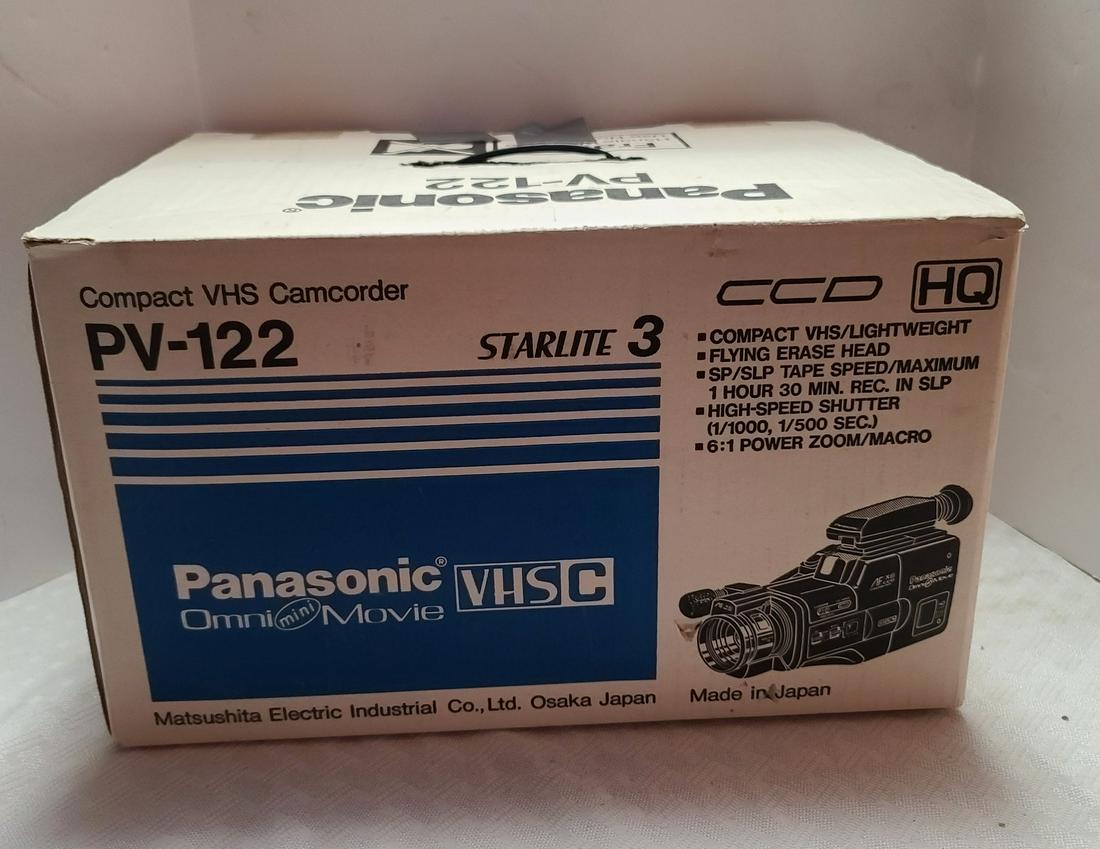 Panasonic®
PV-122
Compact VHS Camcorder
PV-122
STARLITE 3
CCD HQ
▪COMPACT VHS/LIGHTWEIGHT
▪FLYING ERASE HEAD
▪SP/SLP TAPE SPEED/MAXIMUM
1 HOUR 30 MIN. REC. IN SLP
▪HIGH-SPEED SHUTTER
(1/1000, 1/500 SEC.)
▪6:1 POWER ZOOM/MACRO
Panasonic®
Omni mini Movie
VHS C
AF
Panasonic
OmniMovie
Matsushita Electric Industrial Co., Ltd. Osaka Japan
Made in Japan